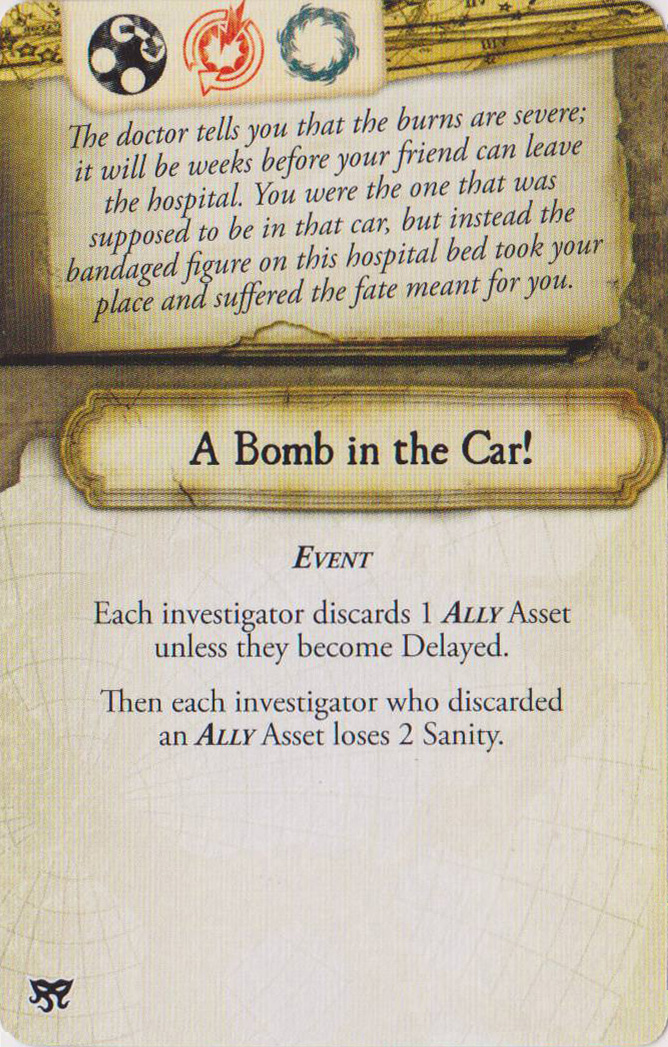 The doctor tells you that the burns are severe;
it will be weeks before your friend can leave
the hospital. You were the one that was
supposed to be in that car, but instead the
bandaged figure on this hospital bed took your
place and suffered the fate meant for you.
A Bomb in the Car!
EVENT
Each investigator discards 1 ALLY Asset
unless they become Delayed.
Then each investigator who discarded
an ALLY Asset loses 2 Sanity.